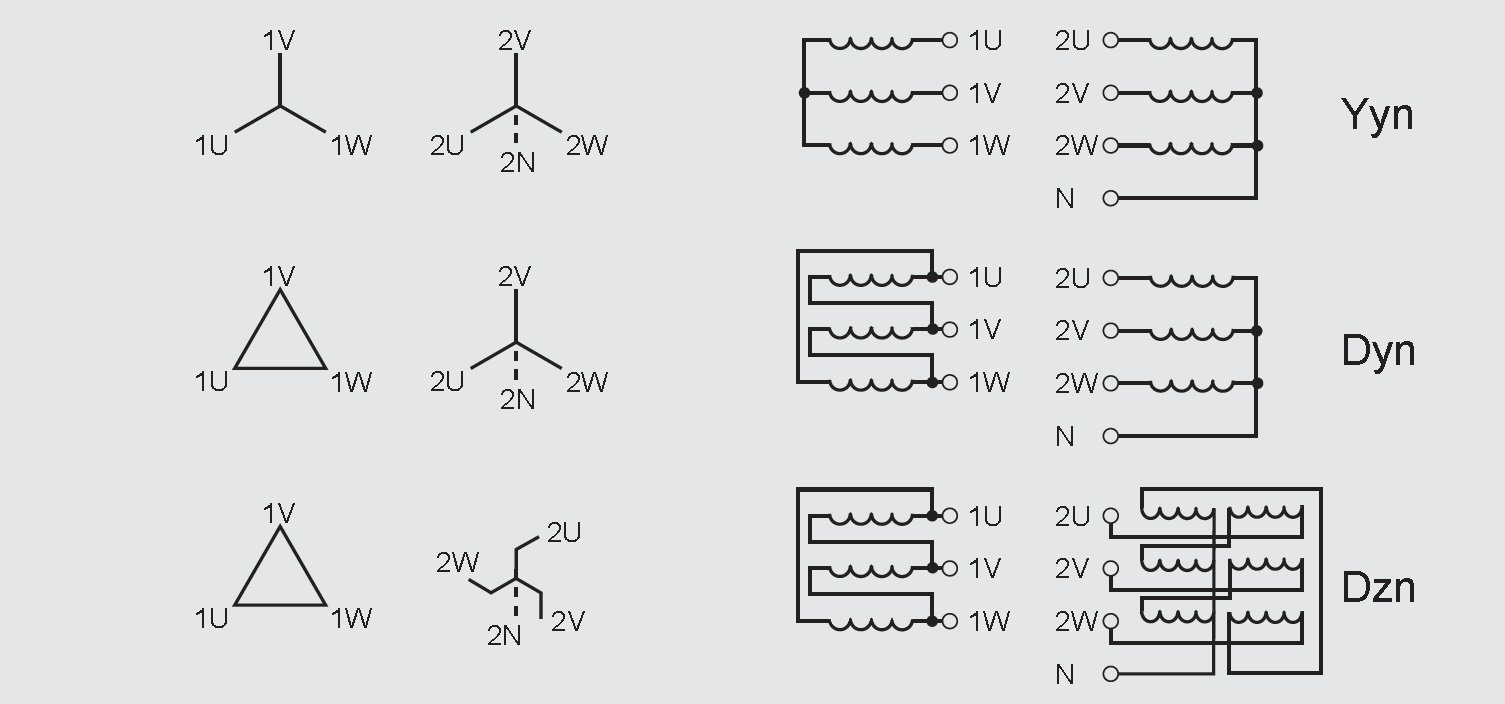 1V 2V 1U 2U
1V 2V Yyn
1U 1W 2U 2W 1W 2W
2N
N
1V 2V 1U 2U
1V 2V Dyn
1U 1W 2U 2W 1W 2W
2N
N
1V 2U 1U 2U
2W 1V 2V Dzn
1U 1W 2V 1W 2W
2N
N